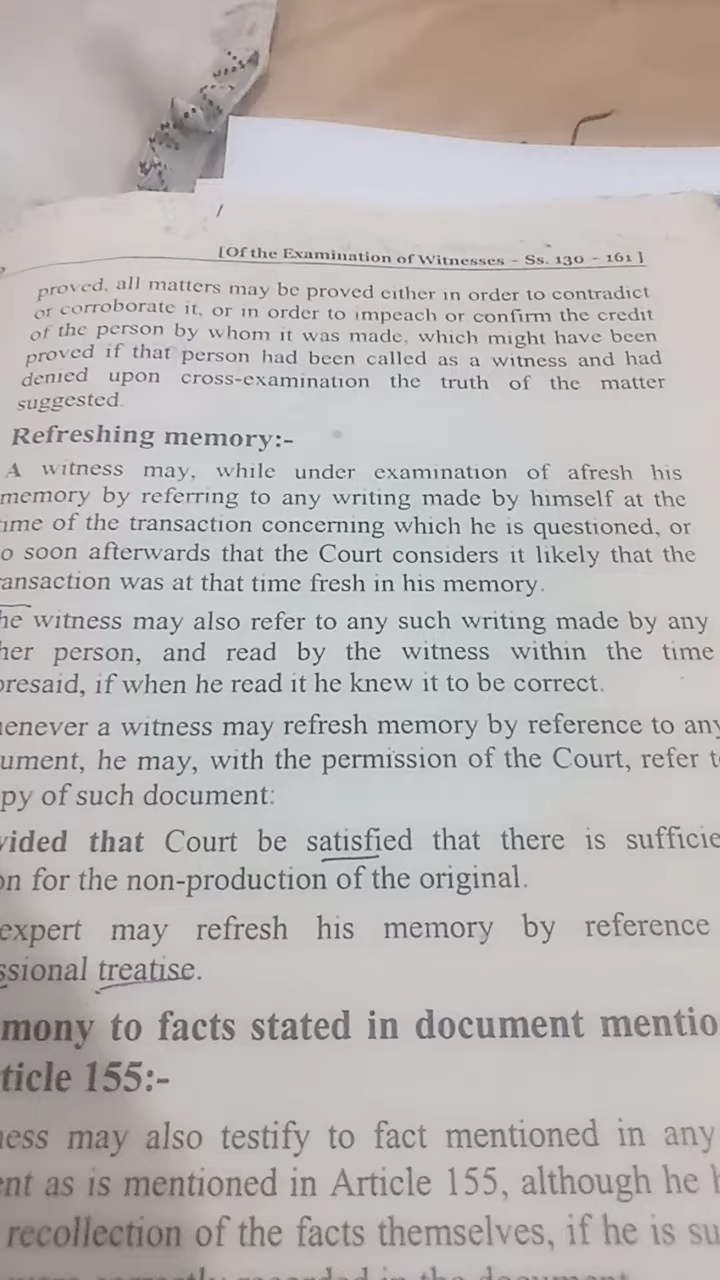 [Of the Examination of Witnesses - Ss. 130 - 161]
proved, all matters may be proved either in order to contradict
or corroborate it, or in order to impeach or confirm the credit
of the person by whom it was made, which might have been
proved if that person had been called as a witness and had
denied upon cross-examination the truth of the matter
suggested.
Refreshing memory:-
A witness may, while under examination of afresh his
memory by referring to any writing made by himself at the
ime of the transaction concerning which he is questioned, or
o soon afterwards that the Court considers it likely that the
ansaction was at that time fresh in his memory.
he witness may also refer to any such writing made by any
her person, and read by the witness within the time
oresaid, if when he read it he knew it to be correct.
enever a witness may refresh memory by reference to any
ument, he may, with the permission of the Court, refer t
py of such document:
vided that Court be satisfied that there is sufficie
on for the non-production of the original.
expert may refresh his memory by reference
ssional treatise.
mony to facts stated in document mentio
ticle 155:-
ness may also testify to fact mentioned in any
ent as is mentioned in Article 155, although he h
recollection of the facts themselves, if he is su
in the document